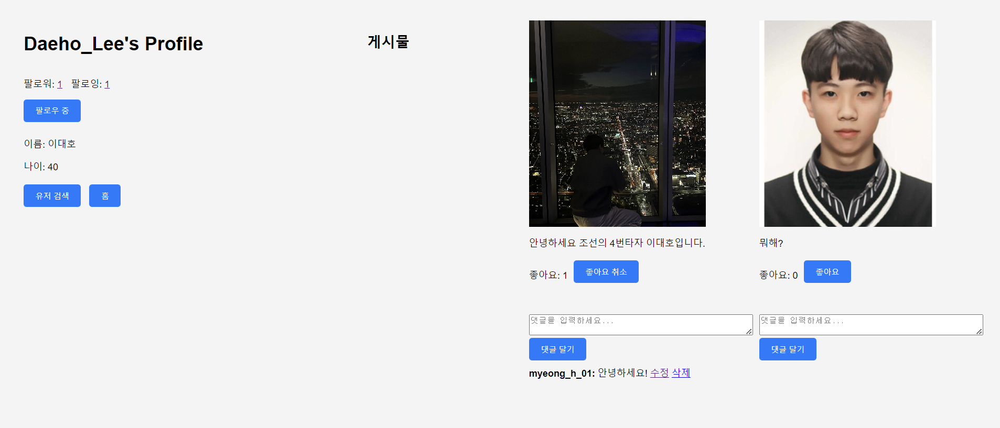 Daeho_Lee's Profile
팔로워: 1 팔로잉: 1
팔로우 중
이름: 이대호
나이: 40
유저 검색 홈
게시물
안녕하세요 조선의 4번타자 이대호입니다.
좋아요: 1 좋아요 취소
댓글을 입력하세요...
댓글 달기
myeong_h_01: 안녕하세요! 수정 삭제
뭐해?
좋아요: 0 좋아요
댓글을 입력하세요...
댓글 달기